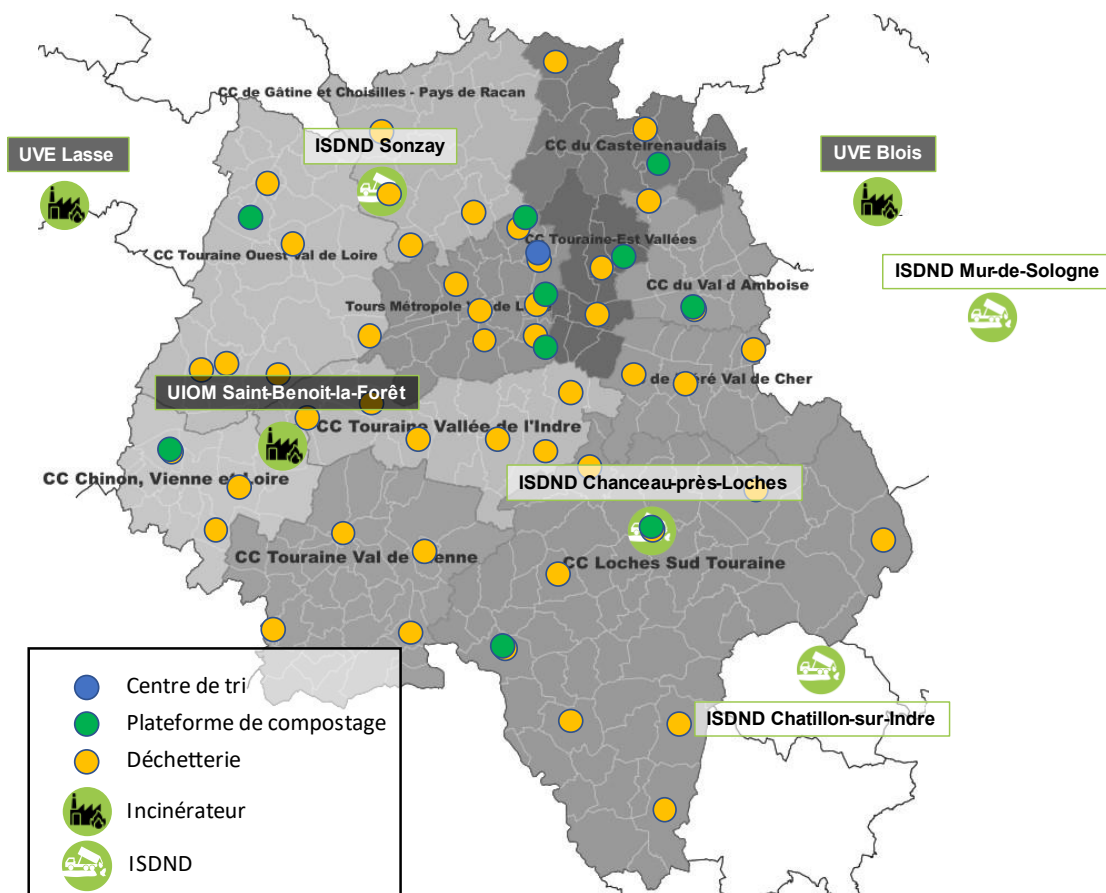 CC de Gâtine et Choisilles - Pays de Racan
ISDND Sonzay
CC du Castelrenaudais
UVE Lasse
UVE Blois
CC Touraine-Est Vallées
CC Touraine Ouest Val de Loire
ISDND Mur-de-Sologne
CC du Val d Amboise
Tours Métropole V de L s
de éré Val de Cher
UIOM Saint-Benoit-la-Forêt
CC Touraine Vallée de l'Indre
CC Chinon, Vienne et Loire
ISDND Chanceau-près-Loches
CC Touraine Val de Vienne
CC Loches Sud Touraine
ISDND Chatillon-sur-Indre
Centre de tri
Plateforme de compostage
Déchetterie
Incinérateur
ISDND